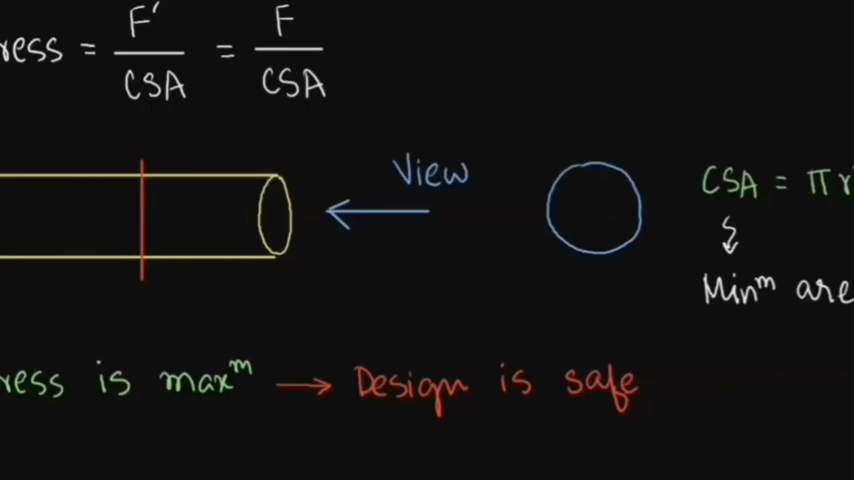 ress = F' / CSA = F / CSA
View
CSA = πr
Min^m are
ress is max^m → Design is safe